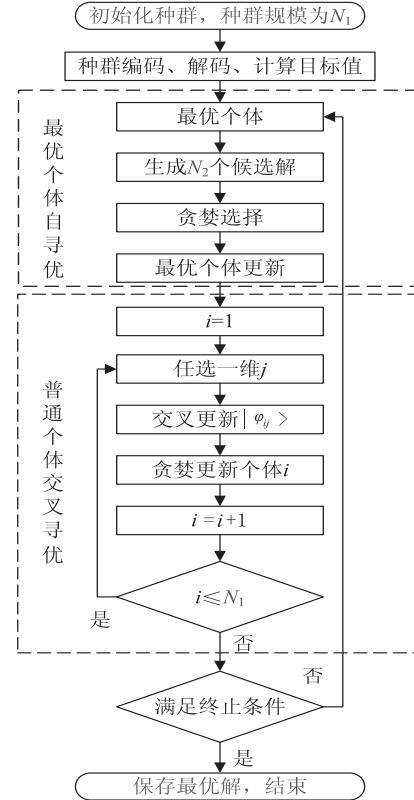 初始化种群，种群规模为N₁
种群编码、解码、计算目标值
最优个体自寻优
最优个体
生成N₂个候选解
贪婪选择
最优个体更新
普通个体交叉寻优
i=1
任选一维j
交叉更新| φᵢⱼ >
贪婪更新个体i
i =i+1
i≤N₁
是
否
满足终止条件
否
是
保存最优解，结束